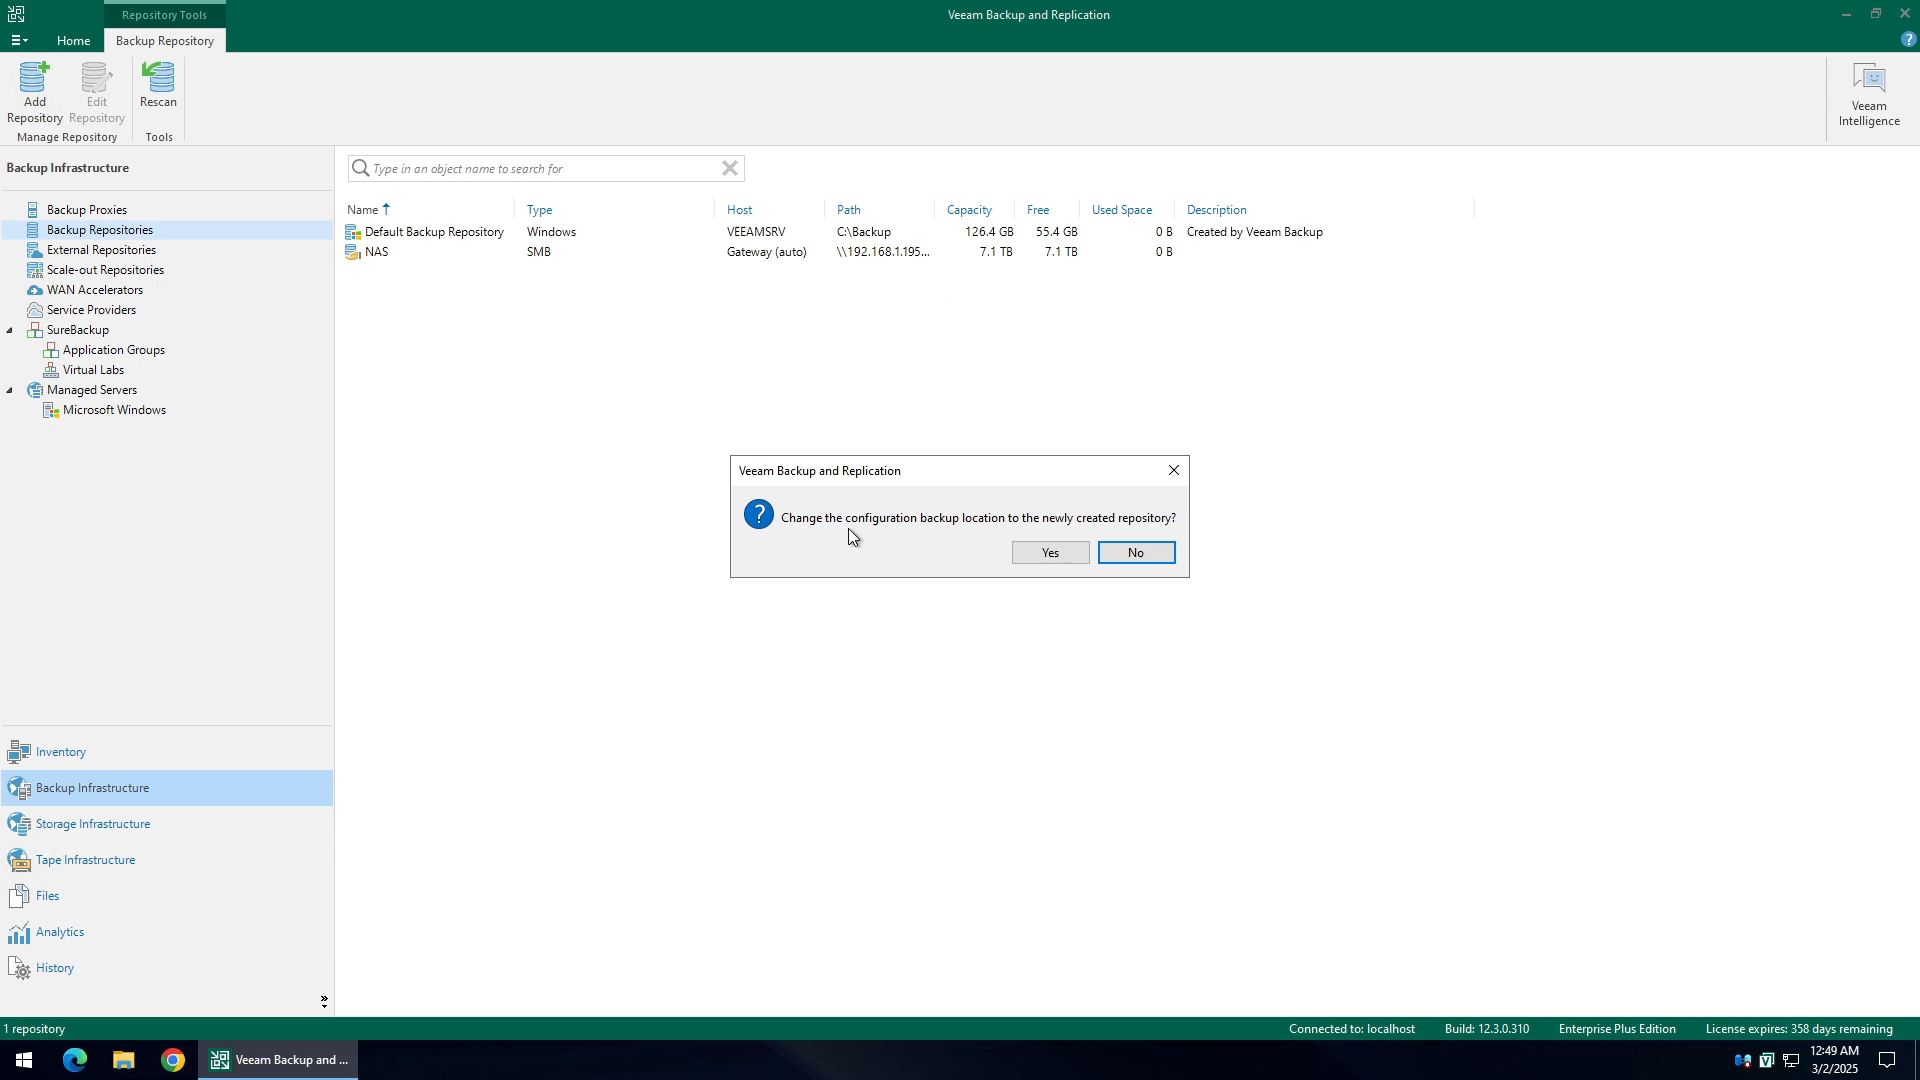 Repository Tools
Veeam Backup and Replication
Home
Backup Repository
Add Repository
Edit Repository
Rescan
Manage Repository
Tools
Veeam Intelligence
Backup Infrastructure
Type in an object name to search for
Backup Proxies
Backup Repositories
External Repositories
Scale-out Repositories
WAN Accelerators
Service Providers
SureBackup
Application Groups
Virtual Labs
Managed Servers
Microsoft Windows
Name Type Host Path Capacity Free Used Space Description
Default Backup Repository Windows VEEAMSRV C:\Backup 126.4 GB 55.4 GB 0 B Created by Veeam Backup
NAS SMB Gateway (auto) \\192.168.1.195... 7.1 TB 7.1 TB 0 B
Veeam Backup and Replication
Change the configuration backup location to the newly created repository?
Yes No
Inventory
Backup Infrastructure
Storage Infrastructure
Tape Infrastructure
Files
Analytics
History
1 repository
Connected to: localhost Build: 12.3.0.310 Enterprise Plus Edition License expires: 358 days remaining
Veeam Backup and ...
12:49 AM
3/2/2025